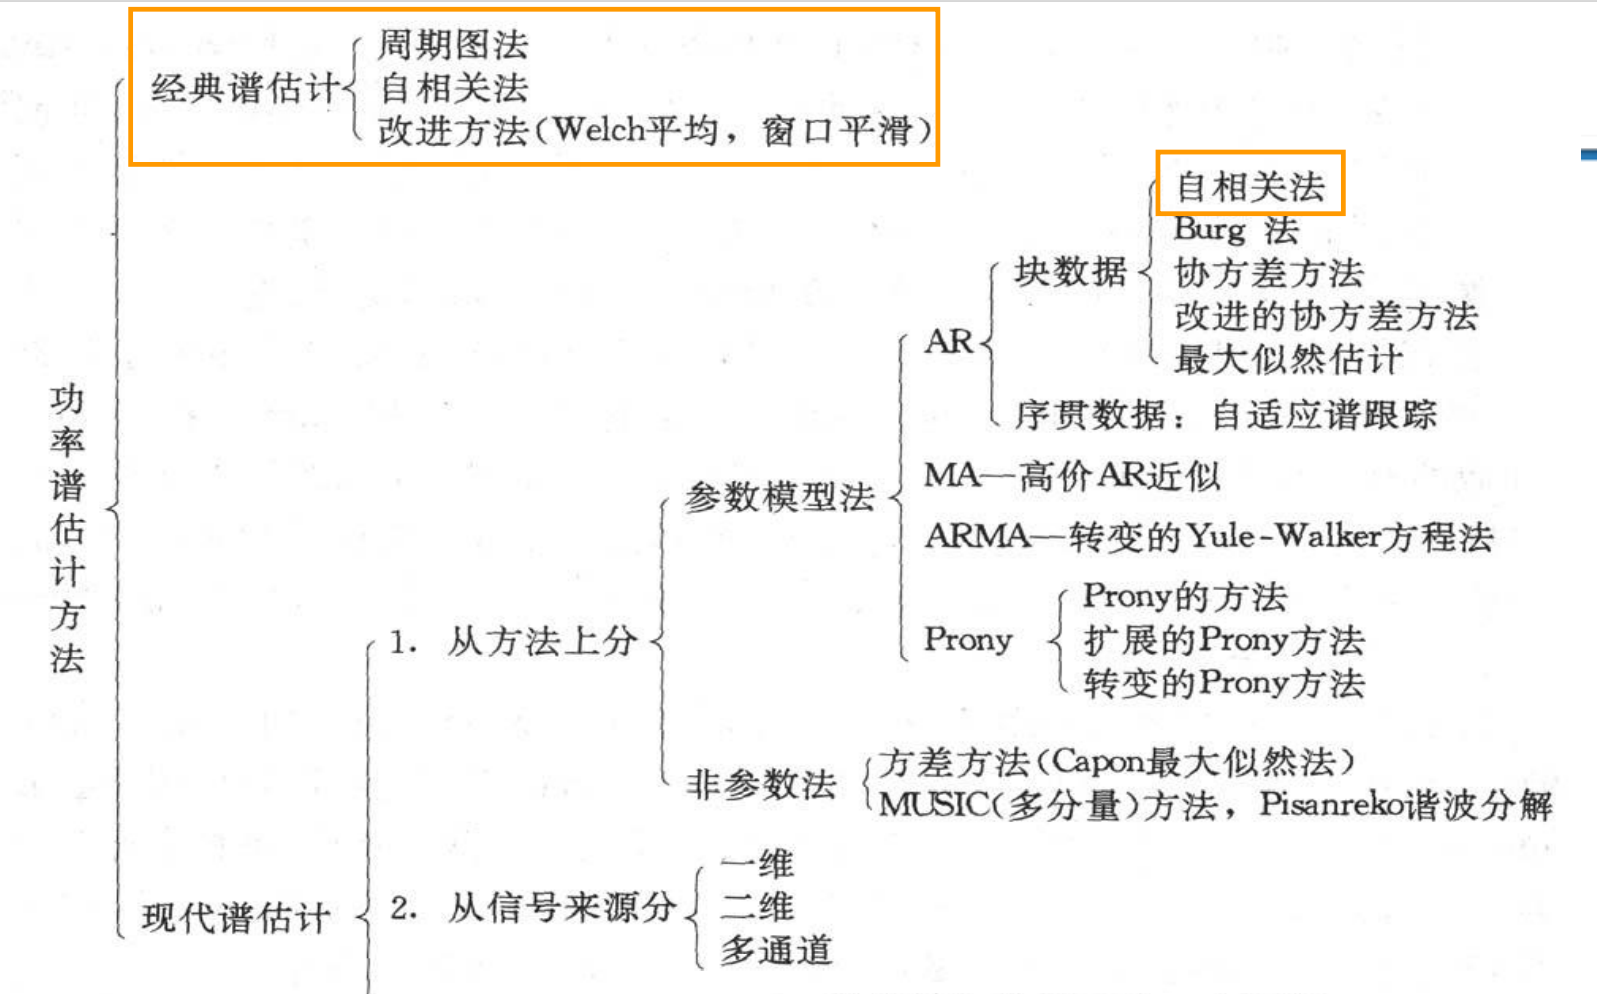 功率谱估计方法
经典谱估计
周期图法
自相关法
改进方法(Welch平均，窗口平滑)
现代谱估计
1. 从方法上分
参数模型法
AR
块数据
自相关法
Burg 法
协方差方法
改进的协方差方法
最大似然估计
序贯数据：自适应谱跟踪
MA—高价AR近似
ARMA—转变的Yule-Walker方程法
Prony
Prony的方法
扩展的Prony方法
转变的Prony方法
非参数法
方差方法(Capon最大似然法)
MUSIC(多分量)方法，Pisanreko谐波分解
2. 从信号来源分
一维
二维
多通道